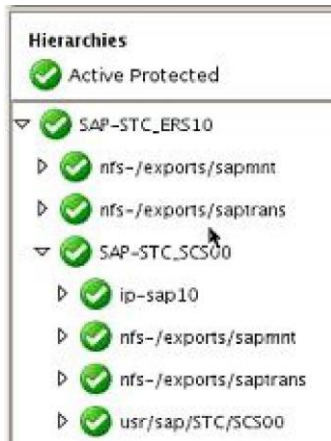 Hierarchies
Active Protected
SAP-STC_ERS10
nfs-/exports/sapmnt
nfs-/exports/saptrans
SAP-STC_SCS00
ip-sap10
nfs-/exports/sapmnt
nfs-/exports/saptrans
usr/sap/STC/SCS00